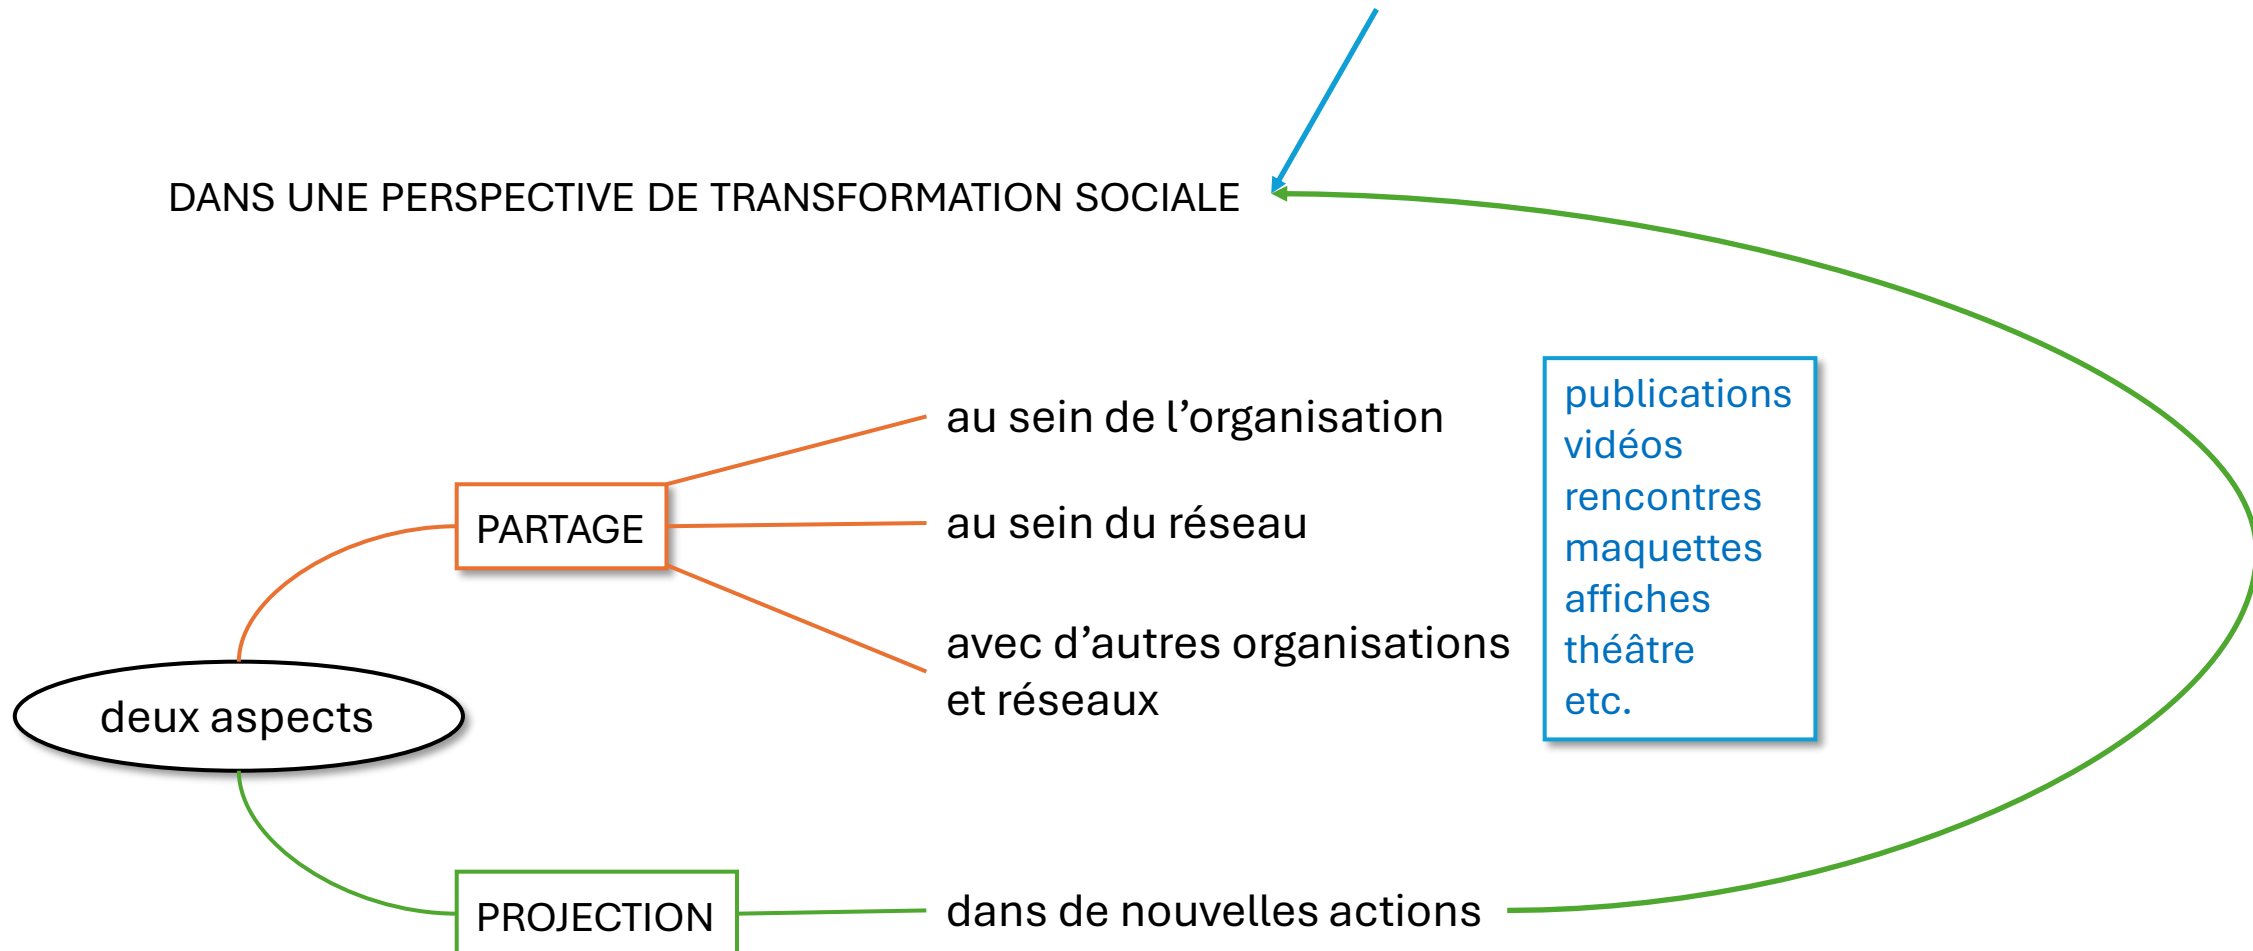 DANS UNE PERSPECTIVE DE TRANSFORMATION SOCIALE
au sein de l’organisation
PARTAGE
au sein du réseau
avec d’autres organisations
et réseaux
publications
vidéos
rencontres
maquettes
affiches
théâtre
etc.
deux aspects
PROJECTION
dans de nouvelles actions